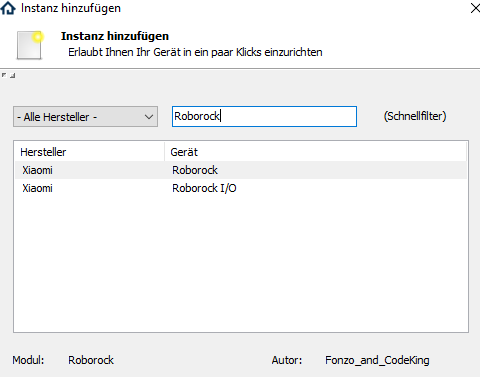 Instanz hinzufügen
Instanz hinzufügen
Erlaubt Ihnen Ihr Gerät in ein paar Klicks einzurichten
- Alle Hersteller - Roborock (Schnellfilter)
Hersteller Gerät
Xiaomi Roborock
Xiaomi Roborock I/O
Modul: Roborock Autor: Fonzo_and_CodeKing